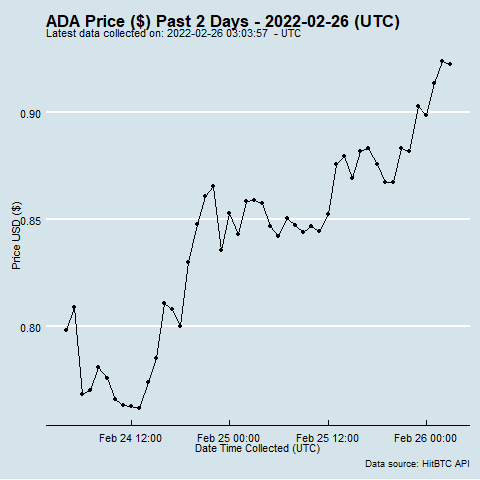 ADA Price ($) Past 2 Days - 2022-02-26 (UTC)
Latest data collected on: 2022-02-26 03:03:57 - UTC
0.90
0.85
0.80
Price USD ($)
Feb 24 12:00 Feb 25 00:00 Feb 25 12:00 Feb 26 00:00
Date Time Collected (UTC)
Data source: HitBTC API